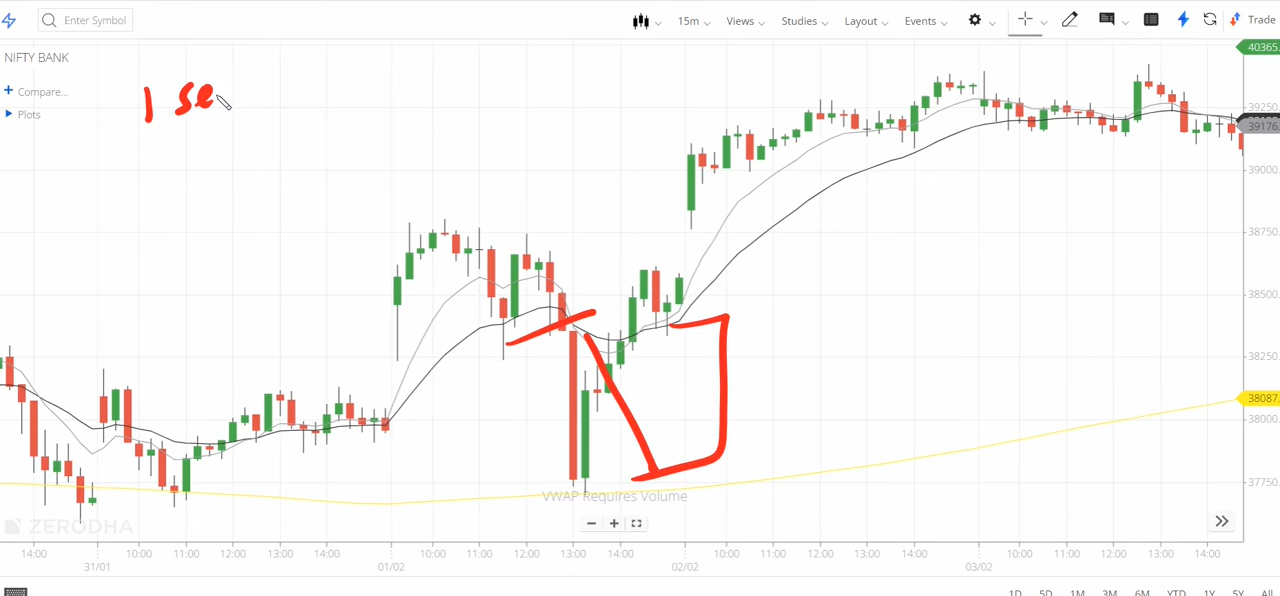 Enter Symbol 15m Views Studies Layout Events Trade
NIFTY BANK
40365.
Compare...
1 se
Plots
39250.
39176.
39000.
38750.
38500.
38250.
38087.
38000.
37750.
VWAP Requires Volume
ZERODHA
14:00 10:00 11:00 12:00 13:00 14:00 10:00 11:00 12:00 13:00 14:00 10:00 11:00 12:00 13:00 14:00 10:00 11:00 12:00 13:00 14:00
31/01 01/02 02/02 03/02
1D 5D 1M 3M 6M YTD 1Y 5Y All